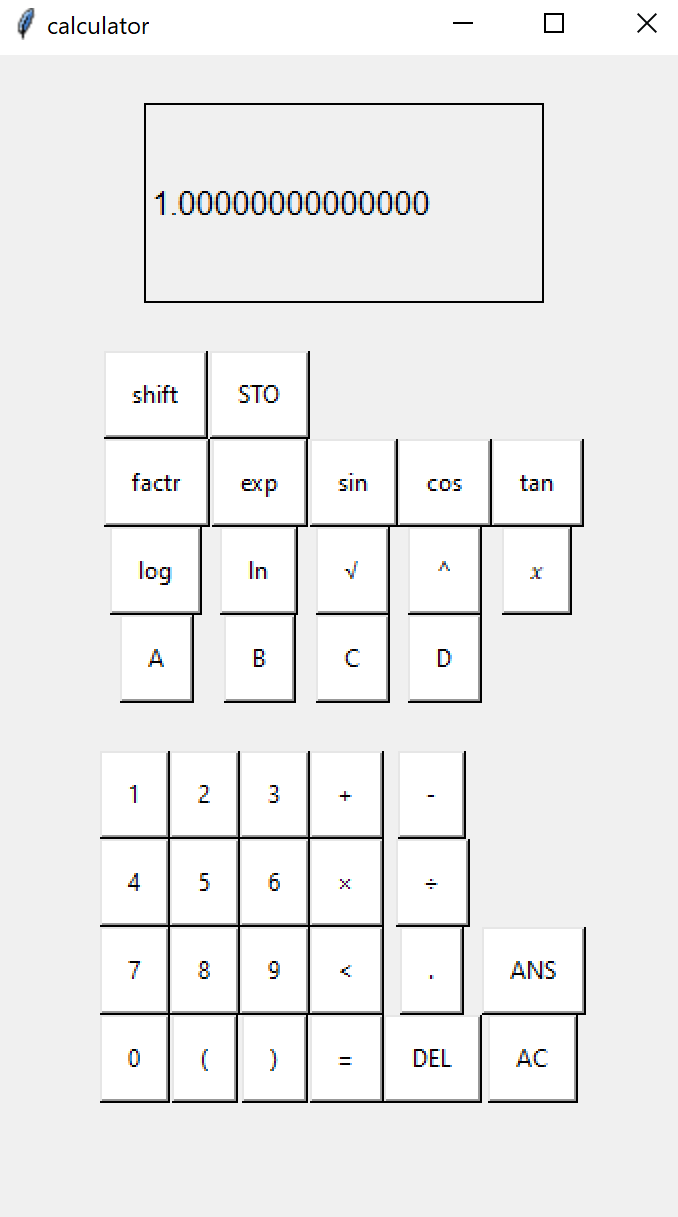 calculator
1.00000000000000
shift STO
factr exp sin cos tan
log ln √ ^ x
A B C D
1 2 3 + -
4 5 6 × ÷
7 8 9 < . ANS
0 ( ) = DEL AC